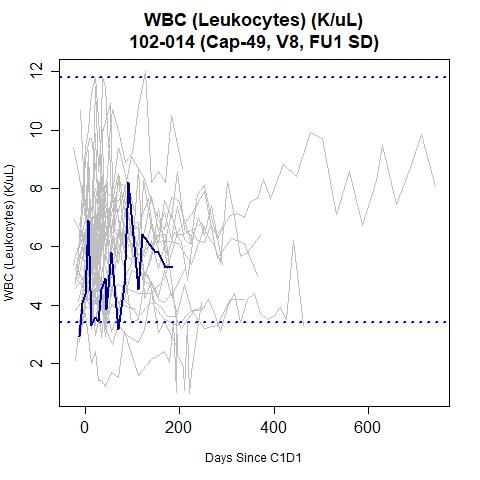 WBC (Leukocytes) (K/uL)
102-014 (Cap-49, V8, FU1 SD)
WBC (Leukocytes) (K/uL)
12
10
8
6
4
2
0 200 400 600
Days Since C1D1